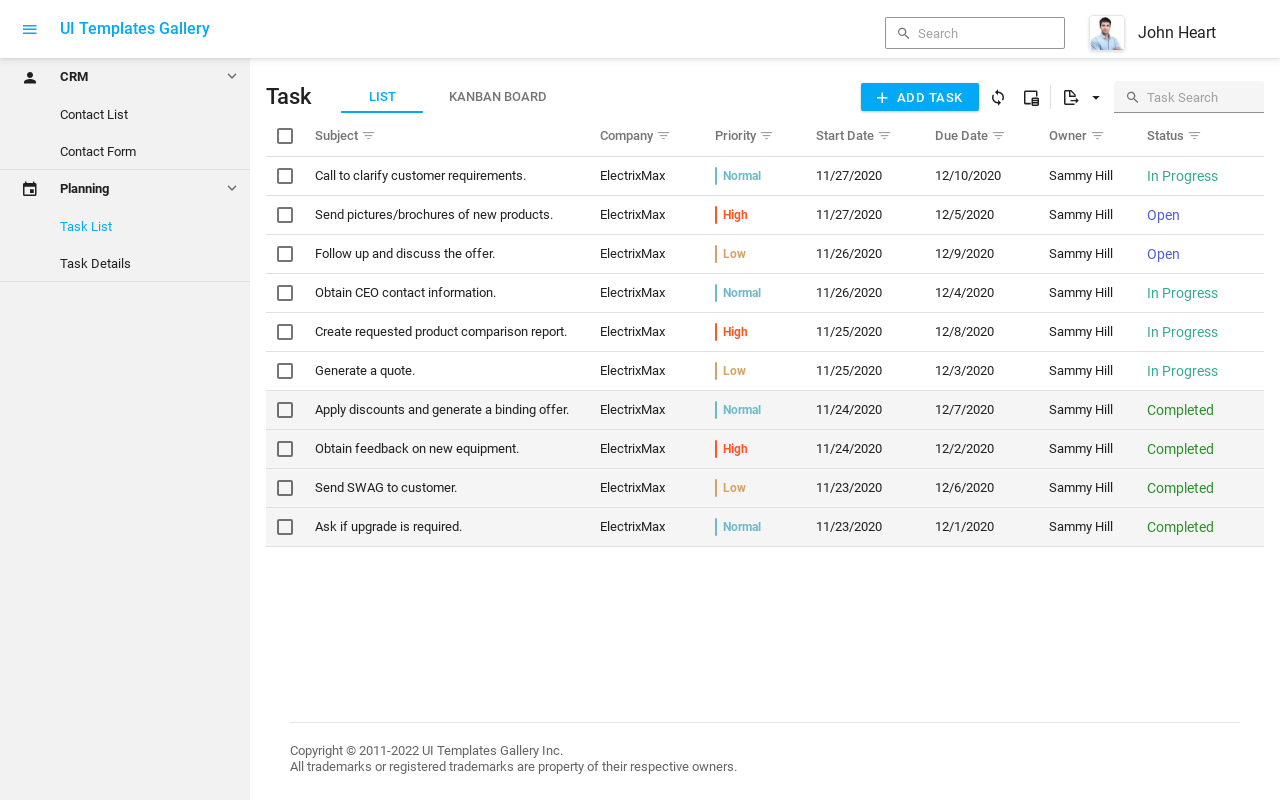 UI Templates Gallery
Search
John Heart
CRM
Contact List
Contact Form
Planning
Task List
Task Details
Task
LIST
KANBAN BOARD
ADD TASK
Task Search
Subject Company Priority Start Date Due Date Owner Status
Call to clarify customer requirements. ElectrixMax Normal 11/27/2020 12/10/2020 Sammy Hill In Progress
Send pictures/brochures of new products. ElectrixMax High 11/27/2020 12/5/2020 Sammy Hill Open
Follow up and discuss the offer. ElectrixMax Low 11/26/2020 12/9/2020 Sammy Hill Open
Obtain CEO contact information. ElectrixMax Normal 11/26/2020 12/4/2020 Sammy Hill In Progress
Create requested product comparison report. ElectrixMax High 11/25/2020 12/8/2020 Sammy Hill In Progress
Generate a quote. ElectrixMax Low 11/25/2020 12/3/2020 Sammy Hill In Progress
Apply discounts and generate a binding offer. ElectrixMax Normal 11/24/2020 12/7/2020 Sammy Hill Completed
Obtain feedback on new equipment. ElectrixMax High 11/24/2020 12/2/2020 Sammy Hill Completed
Send SWAG to customer. ElectrixMax Low 11/23/2020 12/6/2020 Sammy Hill Completed
Ask if upgrade is required. ElectrixMax Normal 11/23/2020 12/1/2020 Sammy Hill Completed
Copyright © 2011-2022 UI Templates Gallery Inc.
All trademarks or registered trademarks are property of their respective owners.